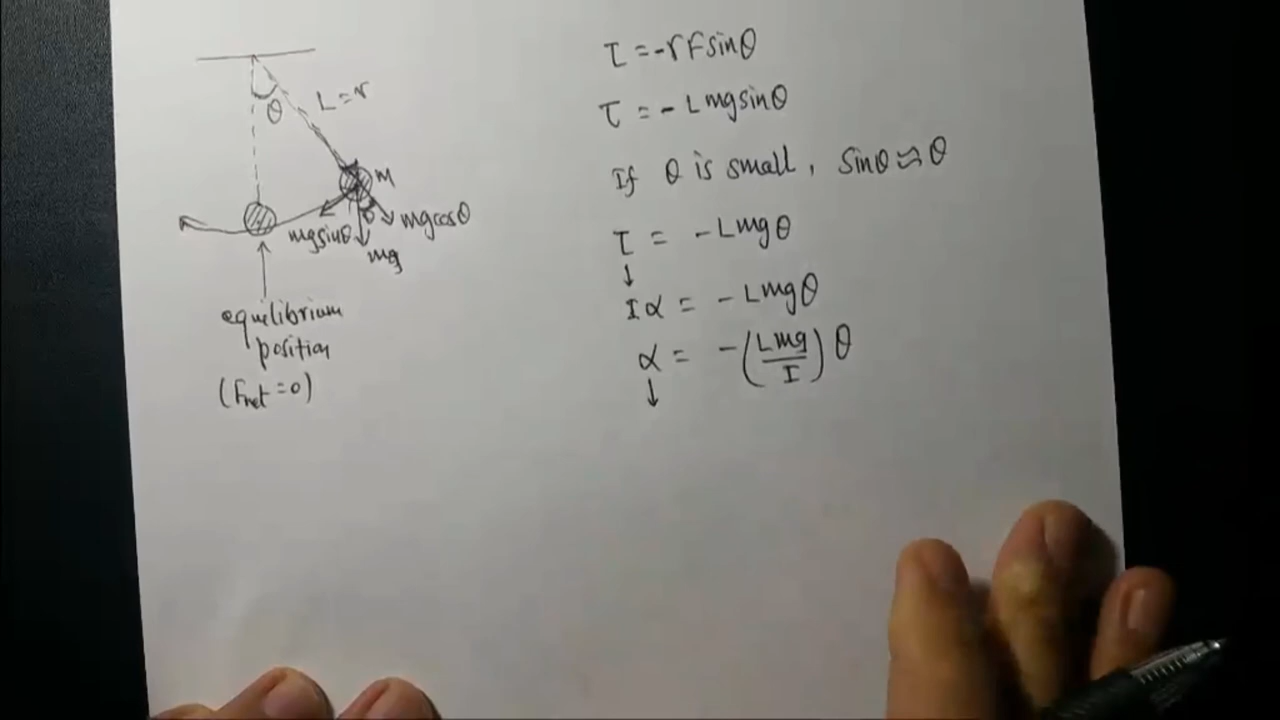 θ
L = r
m
mgsinθ
θ
mgcosθ
mg
equilibrium
position
(Fnet = 0)
τ = -rFsinθ
τ = -Lmgsinθ
If θ is small, sinθ ≈ θ
τ = -Lmgθ
↓
Iα = -Lmgθ
α = -(Lmg/I)θ
↓